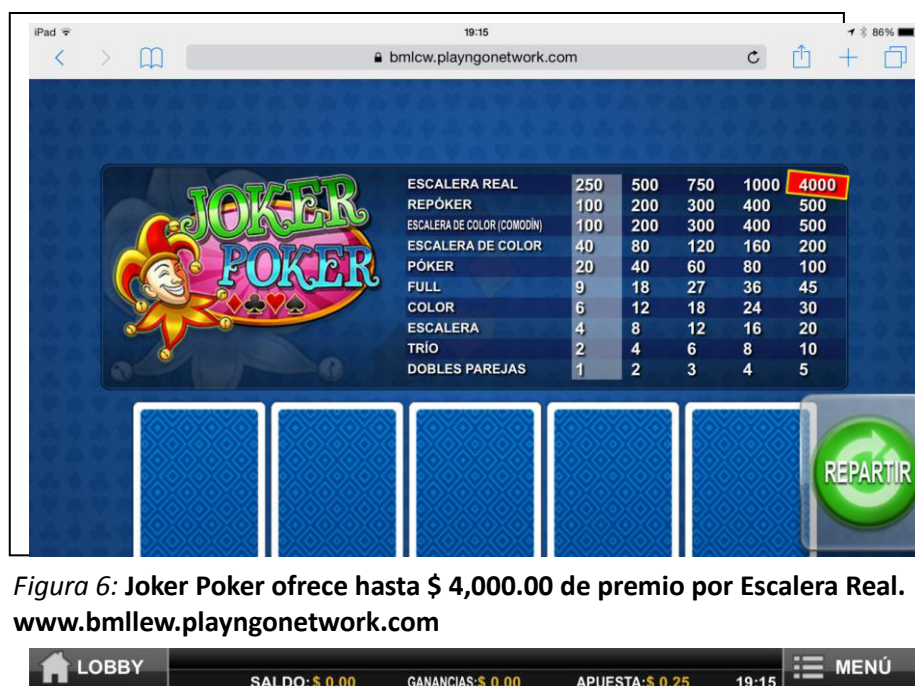 iPad 19:15 86%
bmlcw.playngonetwork.com
JOKER
POKER
ESCALERA REAL 250 500 750 1000 4000
REPÓKER 100 200 300 400 500
ESCALERA DE COLOR (COMODÍN) 100 200 300 400 500
ESCALERA DE COLOR 40 80 120 160 200
PÓKER 20 40 60 80 100
FULL 9 18 27 36 45
COLOR 6 12 18 24 30
ESCALERA 4 8 12 16 20
TRÍO 2 4 6 8 10
DOBLES PAREJAS 1 2 3 4 5
REPARTIR
Figura 6: Joker Poker ofrece hasta $ 4,000.00 de premio por Escalera Real.
www.bmllew.playngonetwork.com
LOBBY SALDO:$ 0.00 GANANCIAS:$ 0.00 APUESTA:$ 0.25 19:15 MENÚ